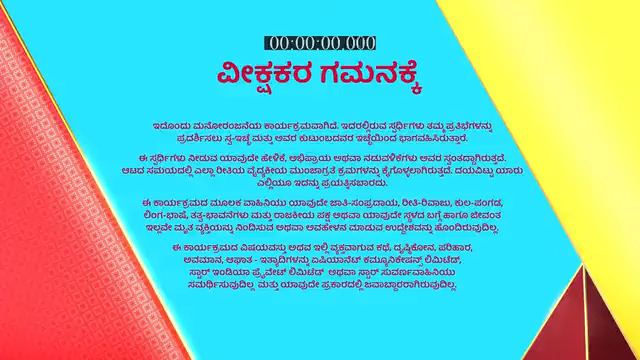 00:00:00.000
ವೀಕ್ಷಕರ ಗಮನಕ್ಕೆ
ಇದೊಂದು ಮನೋರಂಜನೆಯ ಕಾರ್ಯಕ್ರಮವಾಗಿದೆ. ಇದರಲ್ಲಿರುವ ಸ್ಪರ್ಧಿಗಳು ತಮ್ಮ ಪ್ರತಿಭೆಗಳನ್ನು
ಪ್ರದರ್ಶಿಸಲು ಸ್ವ-ಇಚ್ಛೆ ಮತ್ತು ಅವರ ಕುಟುಂಬದವರ ಇಚ್ಛೆಯಿಂದ ಭಾಗವಹಿಸಿರುತ್ತಾರೆ.
ಈ ಸ್ಪರ್ಧಿಗಳು ನೀಡುವ ಯಾವುದೇ ಹೇಳಿಕೆ, ಅಭಿಪ್ರಾಯ ಅಥವಾ ನಡುವಳಿಕೆಗಳು ಅವರ ಸ್ವಂತದ್ದಾಗಿರುತ್ತದೆ.
ಆಟದ ಸಮಯದಲ್ಲಿ ಎಲ್ಲಾ ರೀತಿಯ ವೈದ್ಯಕೀಯ ಮುಂಜಾಗ್ರತೆ ಕ್ರಮಗಳನ್ನು ಕೈಗೊಳ್ಳಲಾಗಿರುತ್ತದೆ. ದಯವಿಟ್ಟು ಯಾರು
ಎಲ್ಲಿಯೂ ಇದನ್ನು ಪ್ರಯತ್ನಿಸಬಾರದು.
ಈ ಕಾರ್ಯಕ್ರಮದ ಮೂಲಕ ವಾಹಿನಿಯು ಯಾವುದೇ ಜಾತಿ-ಸಂಪ್ರದಾಯ, ರೀತಿ-ರಿವಾಜು, ಕುಲ-ಪಂಗಡ,
ಲಿಂಗ-ಭಾಷೆ, ತತ್ವ-ಭಾವನೆಗಳು ಮತ್ತು ರಾಜಕೀಯ ಪಕ್ಷ ಅಥವಾ ಯಾವುದೇ ಸ್ಥಳದ ಬಗ್ಗೆ ಹಾಗೂ ಜೀವಂತ
ಇಲ್ಲವೇ ಮೃತ ವ್ಯಕ್ತಿಯನ್ನು ನಿಂದಿಸುವ ಅಥವಾ ಅವಹೇಳನ ಮಾಡುವ ಉದ್ದೇಶವನ್ನು ಹೊಂದಿರುವುದಿಲ್ಲ.
ಈ ಕಾರ್ಯಕ್ರಮದ ವಿಷಯವಸ್ತು ಅಥವ ಇಲ್ಲಿ ವ್ಯಕ್ತವಾಗುವ ಕಥೆ, ದೃಷ್ಟಿಕೋನ, ಪರಿಹಾರ,
ಅವಮಾನ, ಆಘಾತ - ಇತ್ಯಾದಿಗಳನ್ನು ಏಷಿಯಾನೆಟ್ ಕಮ್ಯೂನಿಕೇಷನ್ಸ್ ಲಿಮಿಟೆಡ್,
ಸ್ಟಾರ್ ಇಂಡಿಯಾ ಪ್ರೈವೇಟ್ ಲಿಮಿಟೆಡ್ ಅಥವಾ ಸ್ಟಾರ್ ಸುವರ್ಣವಾಹಿನಿಯು
ಸಮರ್ಥಿಸುವುದಿಲ್ಲ ಮತ್ತು ಯಾವುದೇ ಪ್ರಕಾರದಲ್ಲಿ ಜವಾಬ್ದಾರರಾಗಿರುವುದಿಲ್ಲ.